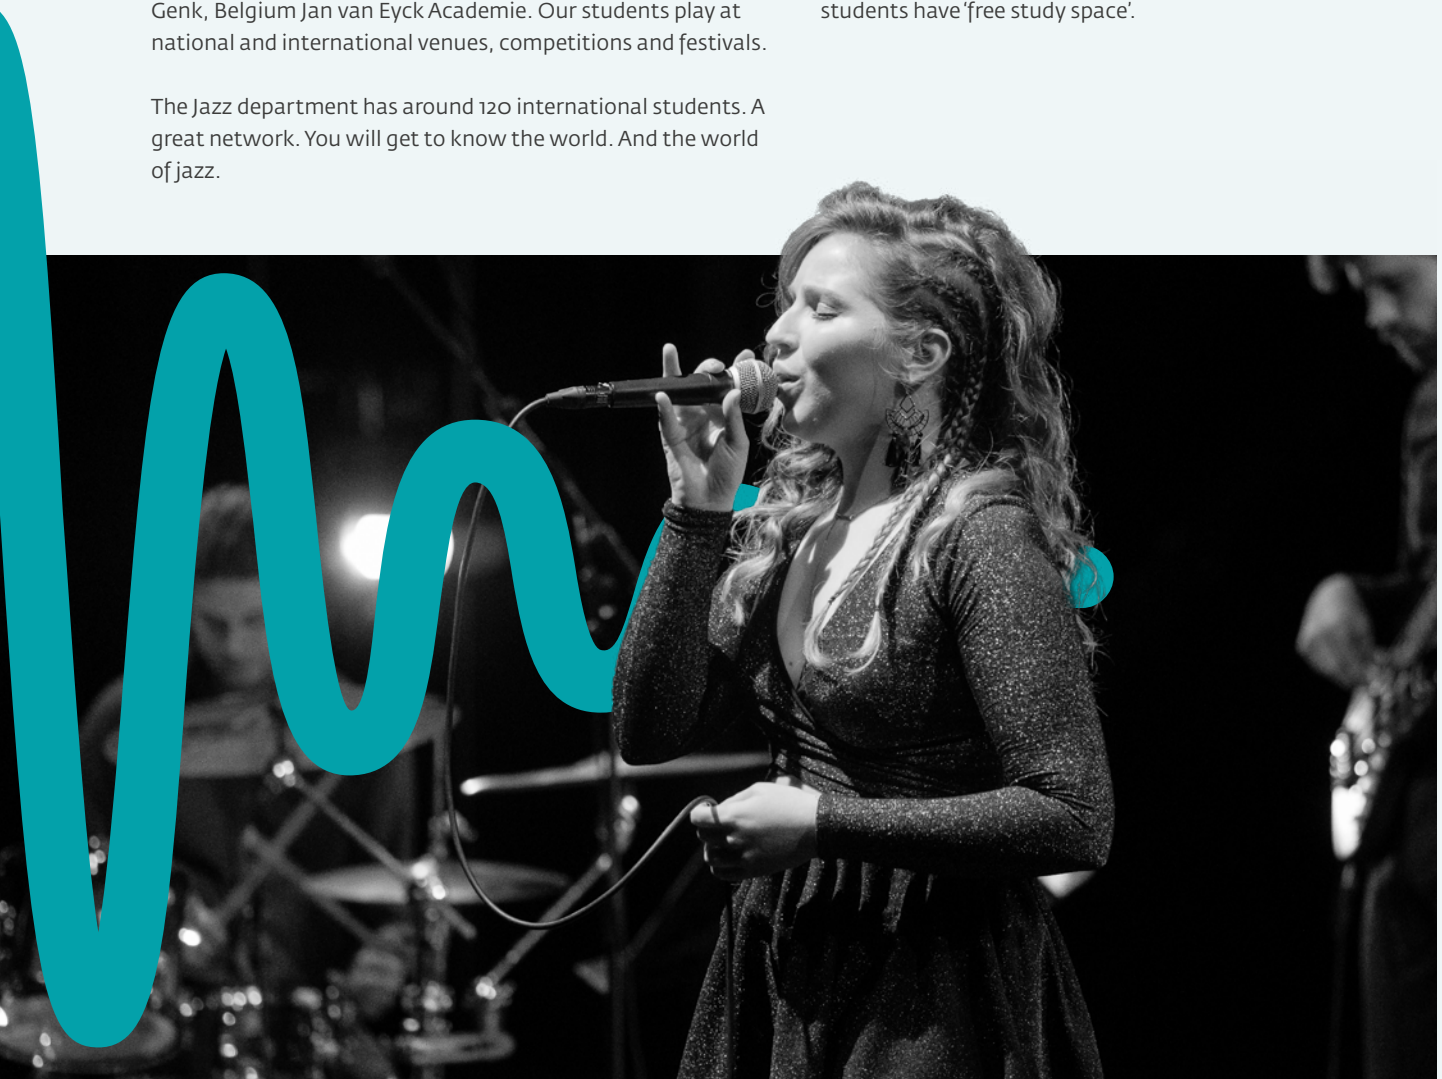 Genk, Belgium Jan van Eyck Academie. Our students play at
national and international venues, competitions and festivals.
The Jazz department has around 120 international students. A
great network. You will get to know the world. And the world
of jazz.
students have ‘free study space’.